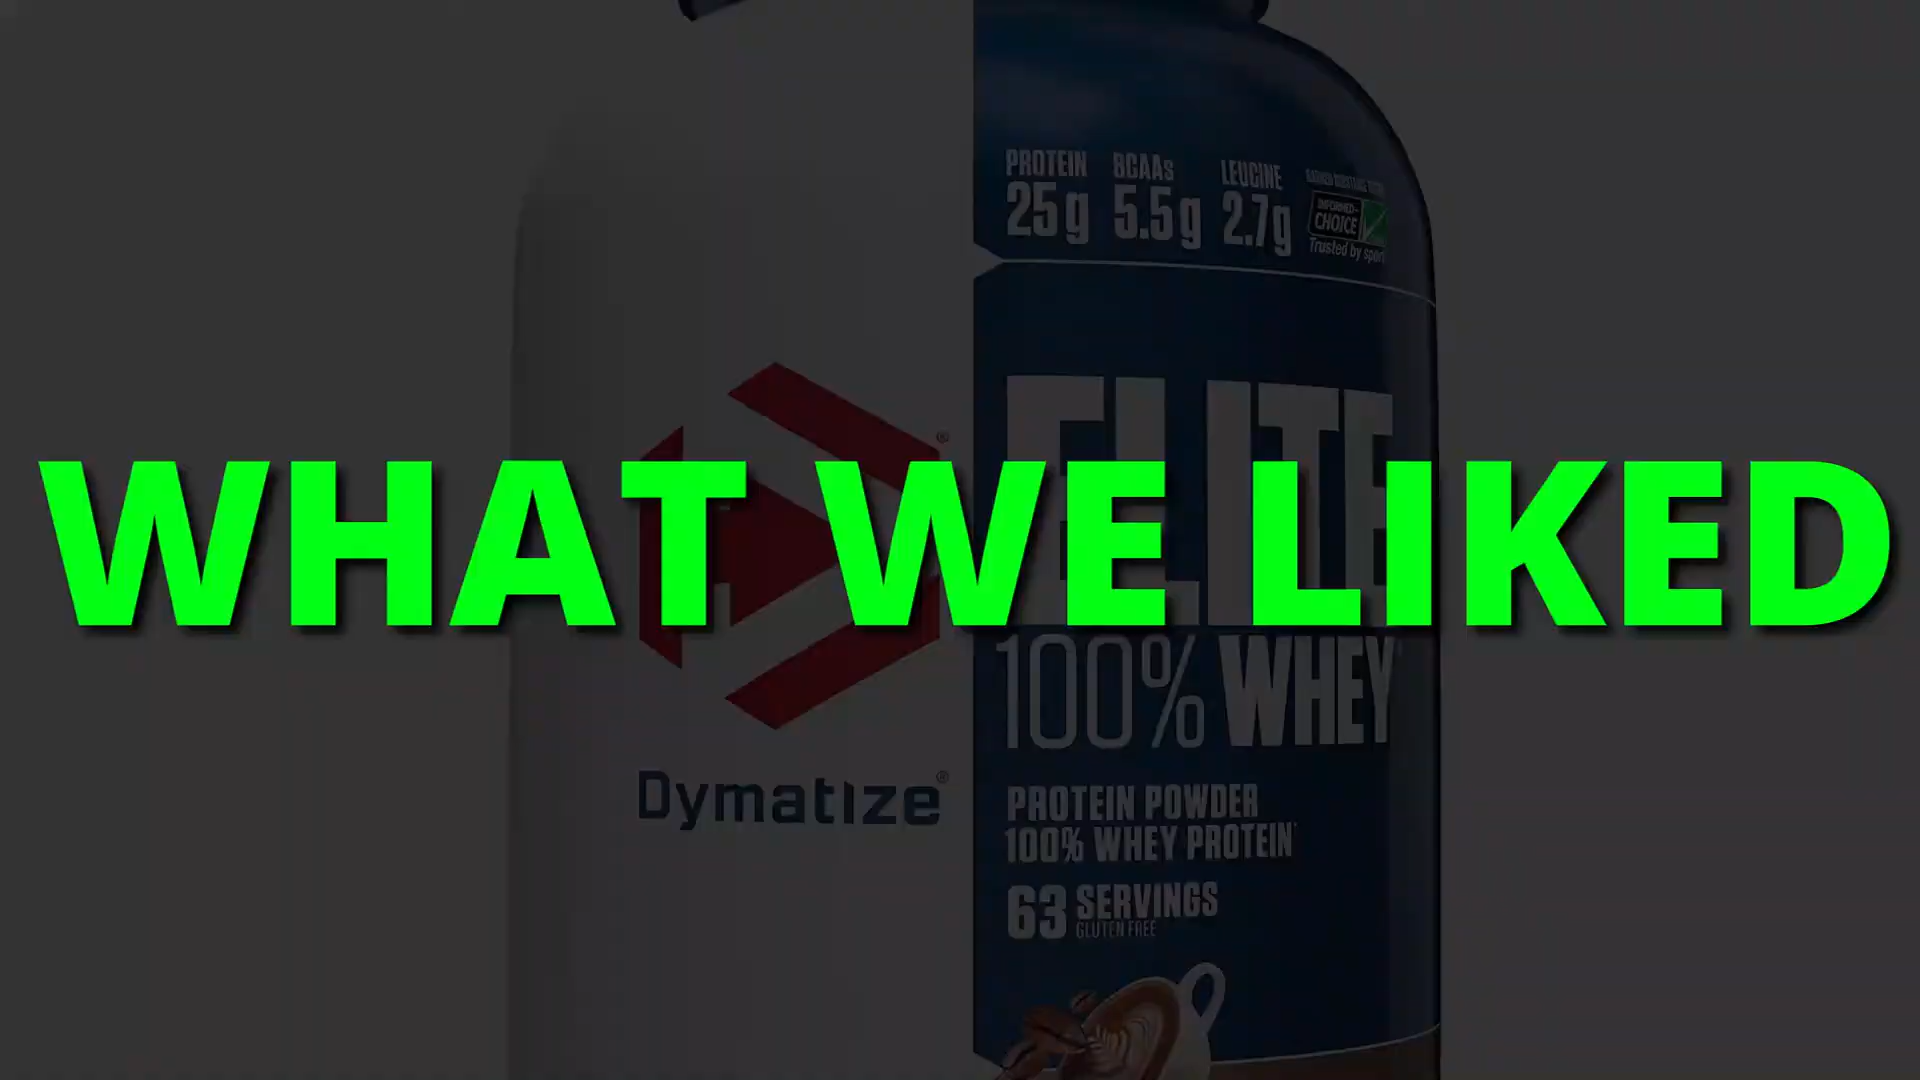 PROTEIN BCAAs LEUCINE
25g 5.5g 2.7g
INFORMED-
CHOICE
Trusted by sport
ELITE
WHAT WE LIKED
100% WHEY
Dymatize®
PROTEIN POWDER
100% WHEY PROTEIN
63 SERVINGS
GLUTEN FREE